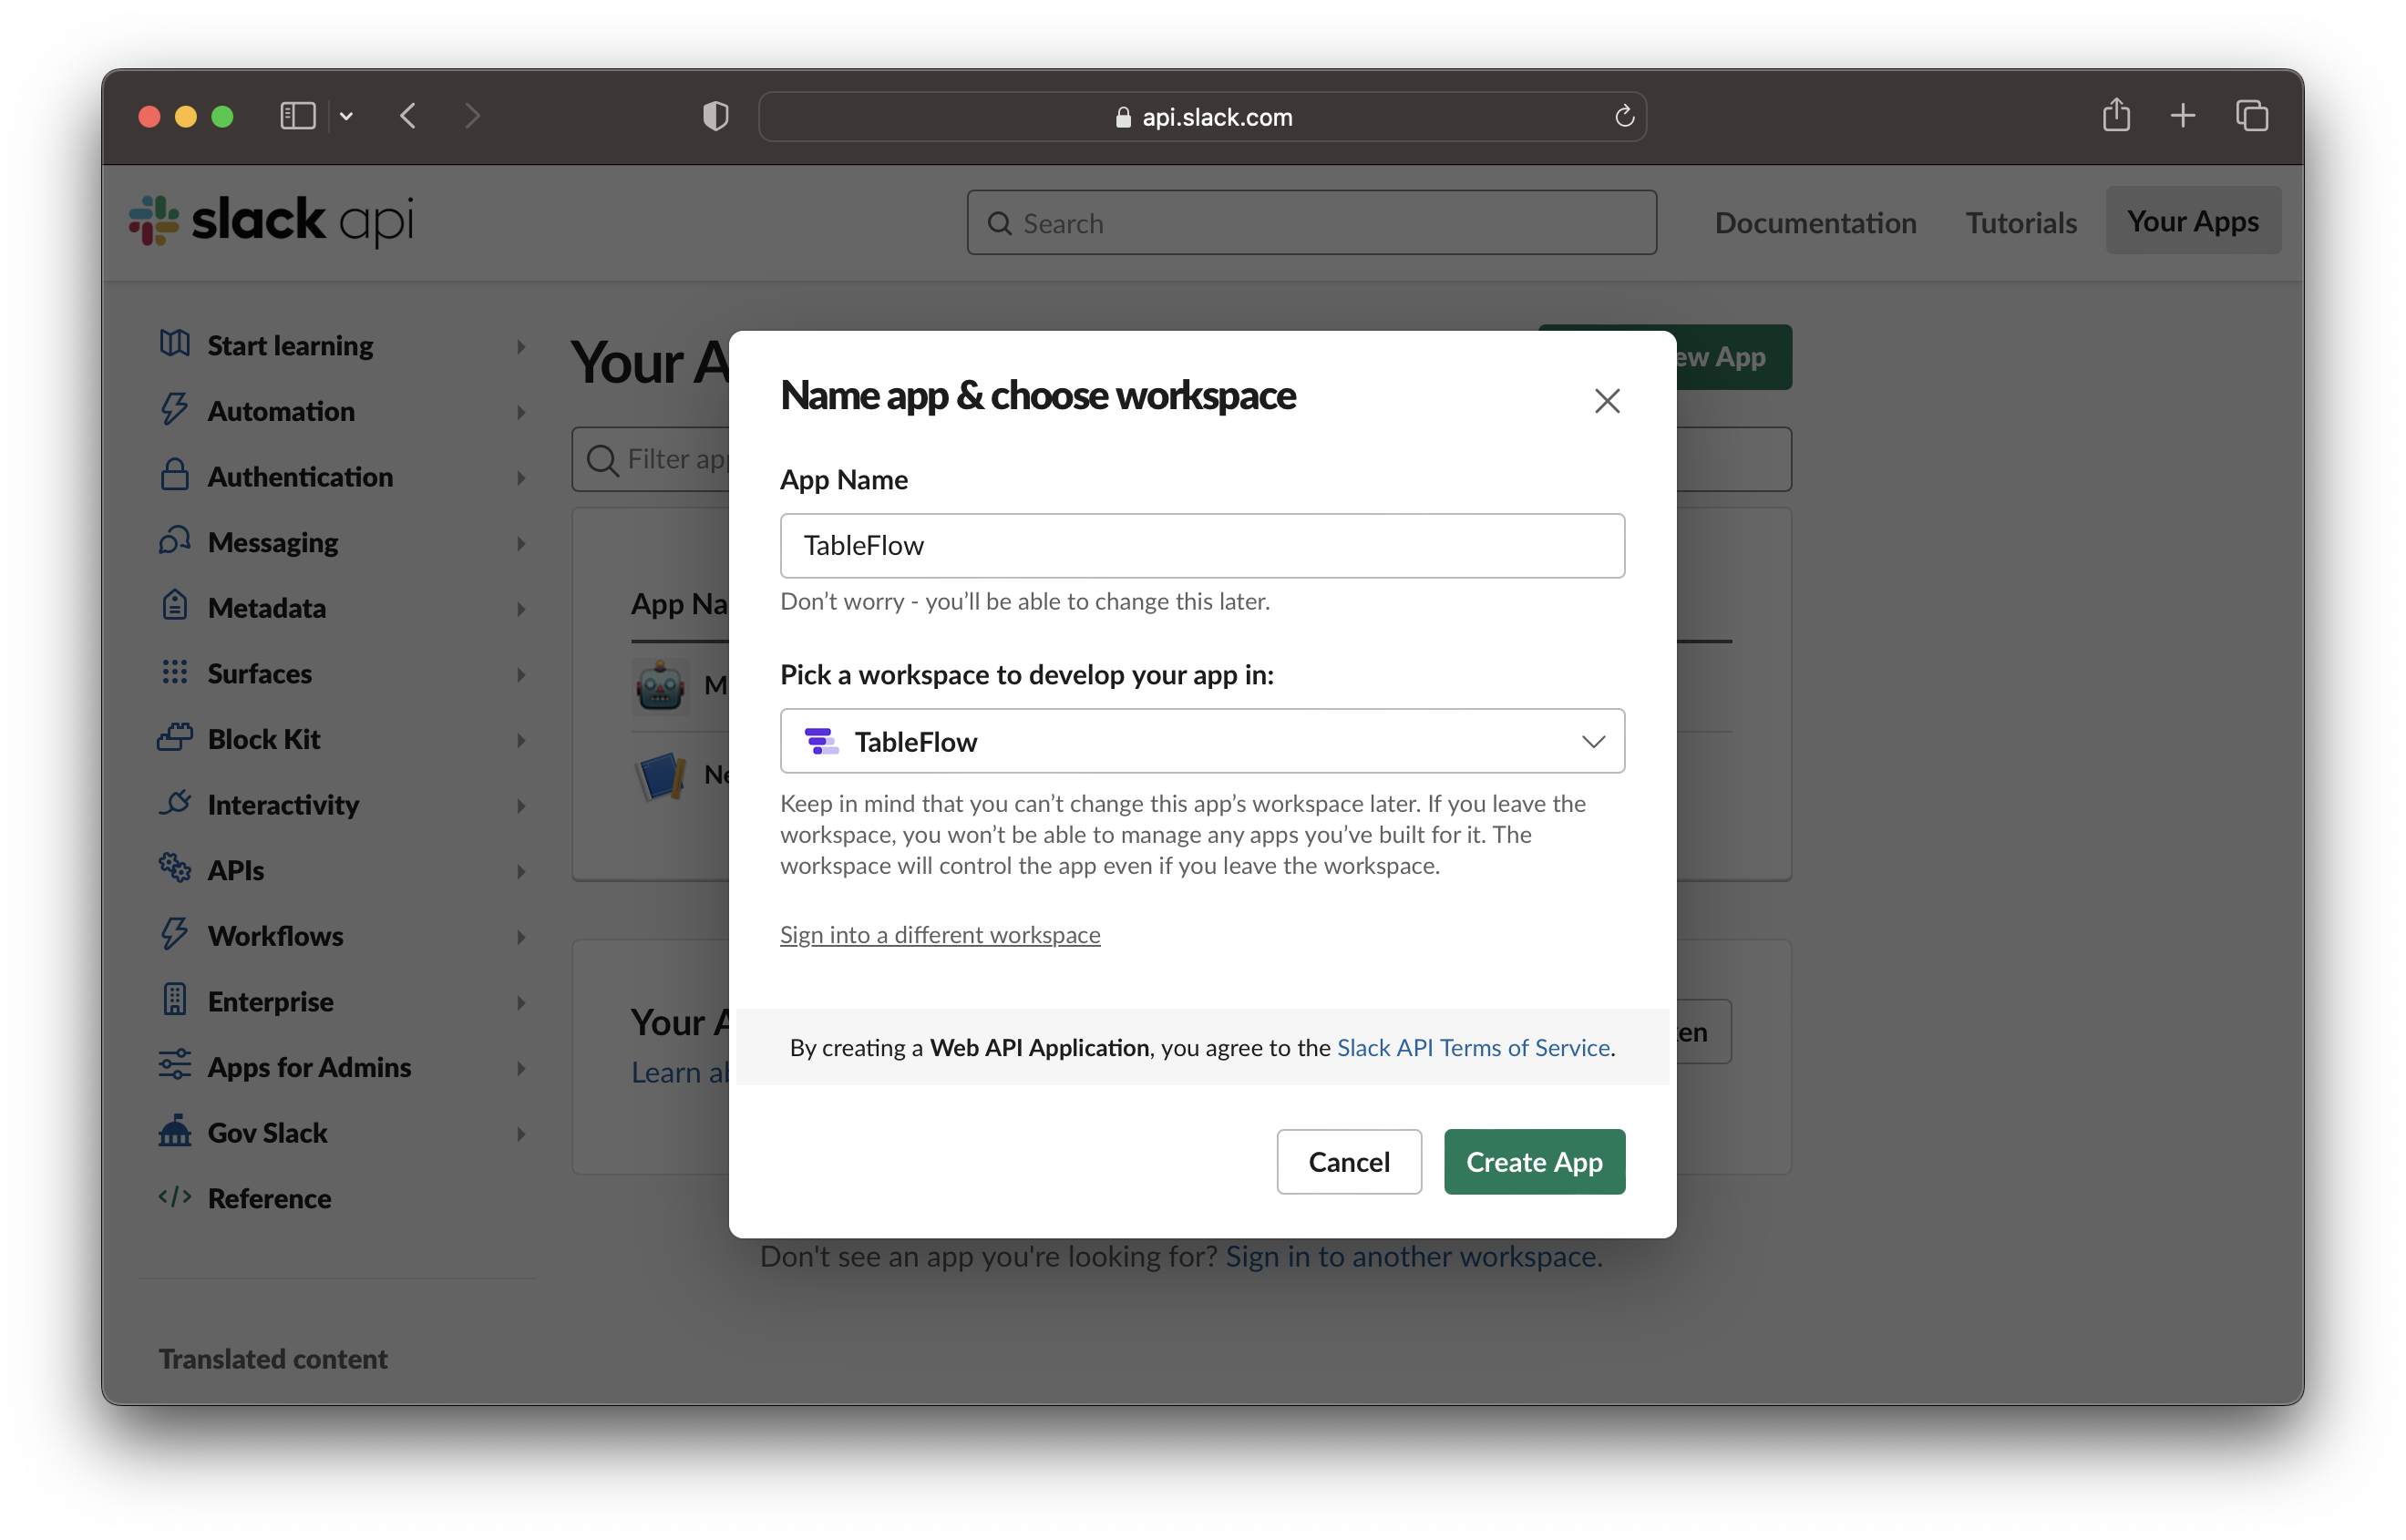 api.slack.com
slack api
Search
Documentation
Tutorials
Your Apps
Start learning
Automation
Authentication
Messaging
Metadata
Surfaces
Block Kit
Interactivity
APIs
Workflows
Enterprise
Apps for Admins
Gov Slack
Reference
Translated content
Your
App
Filter
App
Name app & choose workspace
App Name
TableFlow
Don’t worry - you’ll be able to change this later.
Pick a workspace to develop your app in:
TableFlow
Keep in mind that you can’t change this app’s workspace later. If you leave the
workspace, you won’t be able to manage any apps you’ve built for it. The
workspace will control the app even if you leave the workspace.
Sign into a different workspace
By creating a Web API Application, you agree to the Slack API Terms of Service.
Cancel
Create App
Your
Learn
Don't see an app you're looking for? Sign in to another workspace.